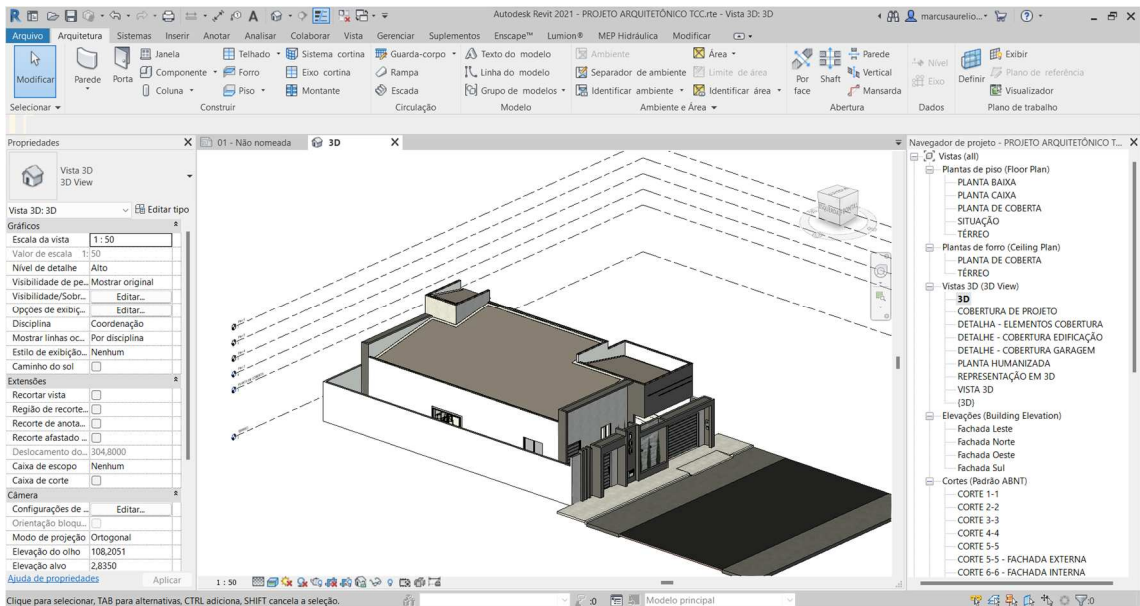 Autodesk Revit 2021 - PROJETO ARQUITETÔNICO TCC.rte - Vista 3D: 3D
marcusaurelio...
Arquivo Arquitetura Sistemas Inserir Anotar Analisar Colaborar Vista Gerenciar Suplementos Enscape™ Lumion® MEP Hidráulica Modificar
Modificar
Parede
Porta
Janela
Componente
Coluna
Telhado
Forro
Piso
Sistema cortina
Eixo cortina
Montante
Guarda-corpo
Rampa
Escada
Texto do modelo
Linha do modelo
Grupo de modelos
Ambiente
Separador de ambiente
Identificar ambiente
Área
Limite de área
Identificar área
Por face
Shaft
Parede
Vertical
Mansarda
Nível
Eixo
Definir
Exibir
Plano de referência
Visualizador
Selecionar
Construir
Circulação
Modelo
Ambiente e Área
Abertura
Dados
Plano de trabalho
Propriedades
Vista 3D
3D View
Vista 3D: 3D
Editar tipo
Gráficos
Escala da vista 1 : 50
Valor de escala 1: 50
Nível de detalhe Alto
Visibilidade de pe... Mostrar original
Visibilidade/Sobr... Editar...
Opções de exibiç... Editar...
Disciplina Coordenação
Mostrar linhas oc... Por disciplina
Estilo de exibição... Nenhum
Caminho do sol
Extensões
Recortar vista
Região de recorte...
Recorte de anota...
Recorte afastado ...
Deslocamento do... 304,8000
Caixa de escopo Nenhum
Caixa de corte
Câmera
Configurações de ... Editar...
Orientação bloqu...
Modo de projeção Ortogonal
Elevação do olho 108,2051
Elevação alvo 2,8350
Ajuda de propriedades Aplicar
01 - Não nomeada
3D
1 : 50
Navegador de projeto - PROJETO ARQUITETÔNICO T...
Vistas (all)
Plantas de piso (Floor Plan)
PLANTA BAIXA
PLANTA CAIXA
PLANTA DE COBERTA
SITUAÇÃO
TÉRREO
Plantas de forro (Ceiling Plan)
PLANTA DE COBERTA
TÉRREO
Vistas 3D (3D View)
3D
COBERTURA DE PROJETO
DETALHA - ELEMENTOS COBERTURA
DETALHE - COBERTURA EDIFICAÇÃO
DETALHE - COBERTURA GARAGEM
PLANTA HUMANIZADA
REPRESENTAÇÃO EM 3D
VISTA 3D
{3D}
Elevações (Building Elevation)
Fachada Leste
Fachada Norte
Fachada Oeste
Fachada Sul
Cortes (Padrão ABNT)
CORTE 1-1
CORTE 2-2
CORTE 3-3
CORTE 4-4
CORTE 5-5
CORTE 5-5 - FACHADA EXTERNA
CORTE 6-6 - FACHADA INTERNA
Clique para selecionar, TAB para alternativas, CTRL adiciona, SHIFT cancela a seleção.
:0
Modelo principal
:0